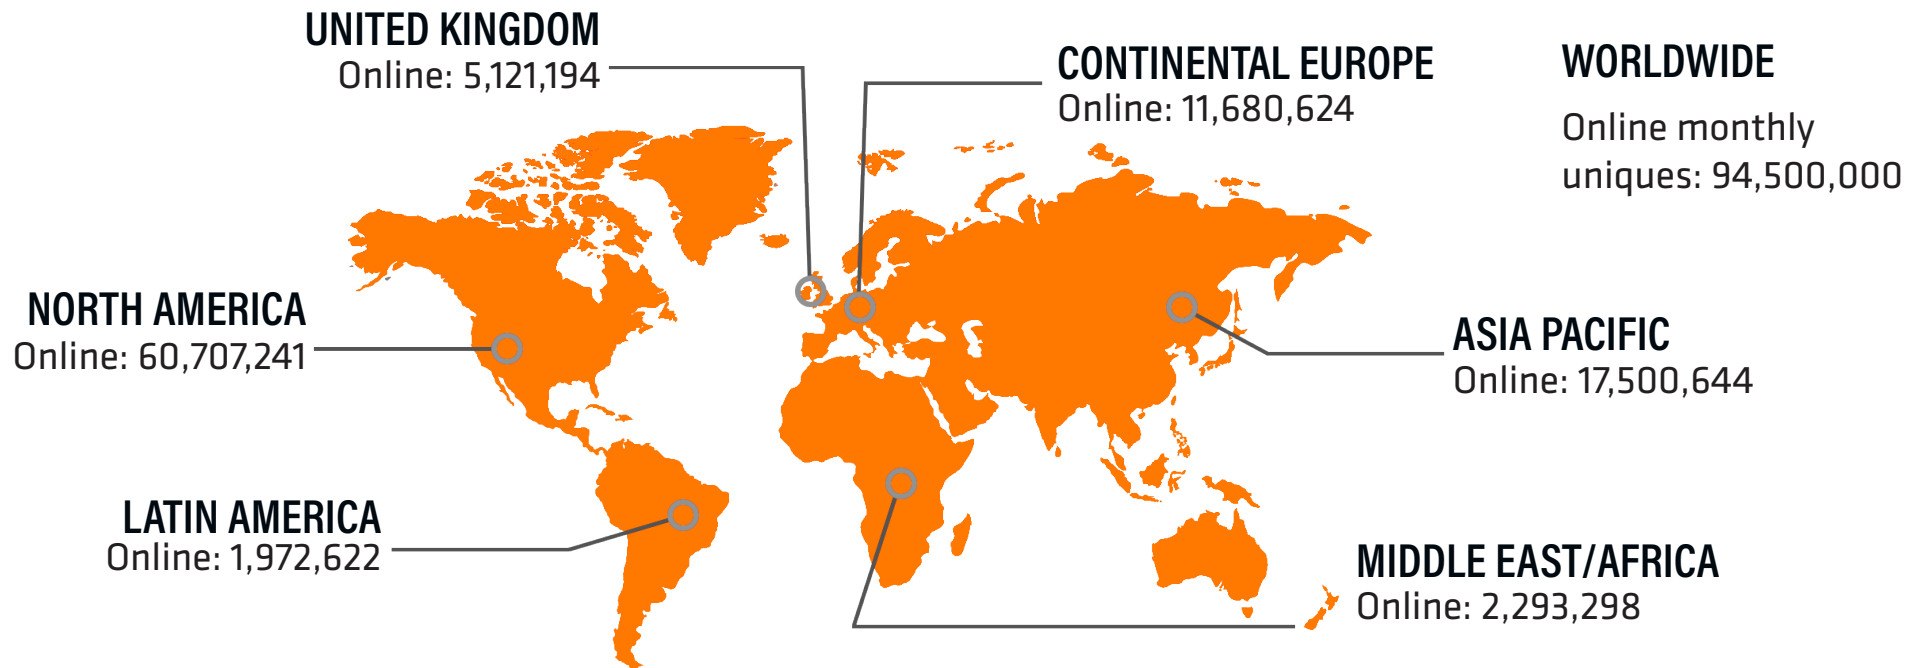 UNITED KINGDOM
Online: 5,121,194
CONTINENTAL EUROPE
Online: 11,680,624
WORLDWIDE
Online monthly
uniques: 94,500,000
NORTH AMERICA
Online: 60,707,241
ASIA PACIFIC
Online: 17,500,644
LATIN AMERICA
Online: 1,972,622
MIDDLE EAST/AFRICA
Online: 2,293,298